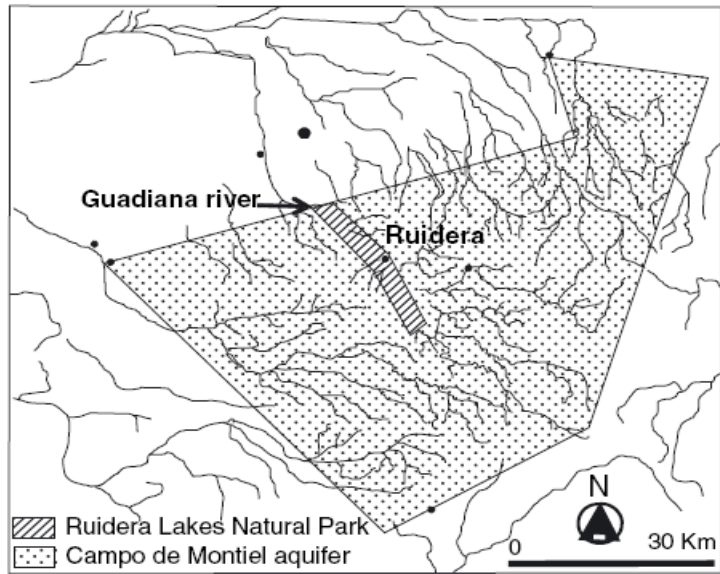 Guadiana river
Ruidera
Ruidera Lakes Natural Park
Campo de Montiel aquifer
N
0 30 Km